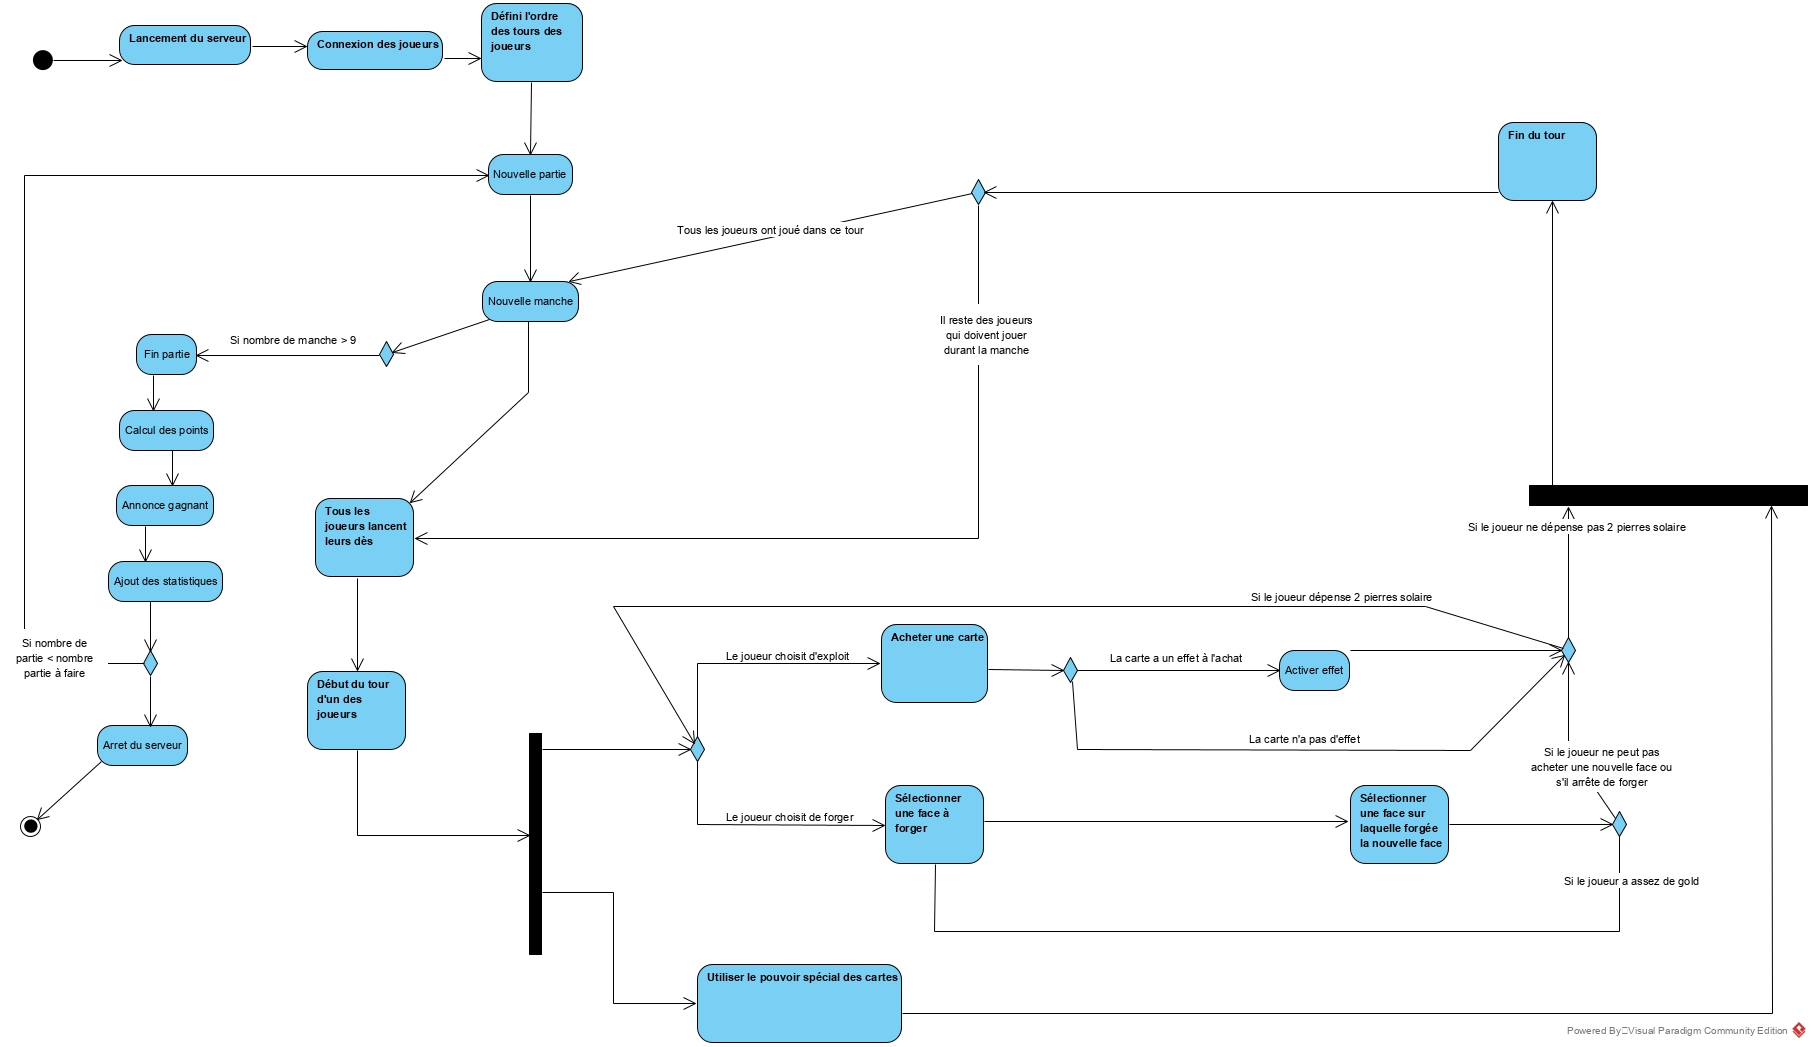 Lancement du serveur
Connexion des joueurs
Défini l'ordre
des tours des
joueurs
Fin du tour
Nouvelle partie
Tous les joueurs ont joué dans ce tour
Nouvelle manche
Il reste des joueurs
qui doivent jouer
durant la manche
Si nombre de manche > 9
Fin partie
Calcul des points
Annonce gagnant
Ajout des statistiques
Si nombre de
partie < nombre
partie à faire
Arret du serveur
Tous les
joueurs lancent
leurs dès
Début du tour
d'un des
joueurs
Si le joueur ne dépense pas 2 pierres solaire
Si le joueur dépense 2 pierres solaire
Le joueur choisit d'exploit
Acheter une carte
La carte a un effet à l'achat
Activer effet
La carte n'a pas d'effet
Si le joueur ne peut pas
acheter une nouvelle face ou
s'il arrête de forger
Le joueur choisit de forger
Sélectionner
une face à
forger
Sélectionner
une face sur
laquelle forgée
la nouvelle face
Si le joueur a assez de gold
Utiliser le pouvoir spécial des cartes
Powered By Visual Paradigm Community Edition